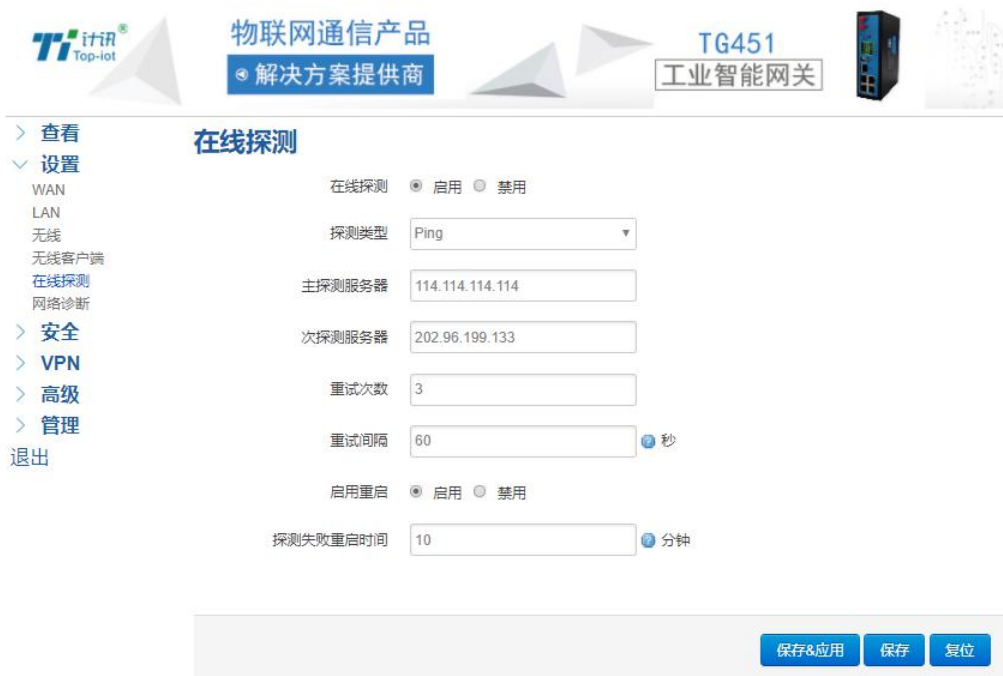 计讯®
Top-iot
物联网通信产品
解决方案提供商
TG451
工业智能网关
查看
设置
WAN
LAN
无线
无线客户端
在线探测
网络诊断
安全
VPN
高级
管理
退出
在线探测
在线探测 启用 禁用
探测类型 Ping
主探测服务器 114.114.114.114
次探测服务器 202.96.199.133
重试次数 3
重试间隔 60 秒
启用重启 启用 禁用
探测失败重启时间 10 分钟
保存&应用 保存 复位